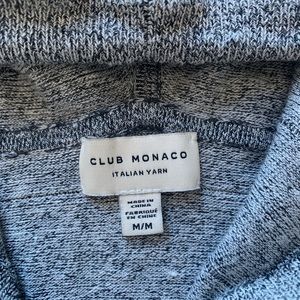 CLUB MONACO
ITALIAN YARN
MADE IN
CHINA
FABRIQUÉ
EN CHINE
M/M